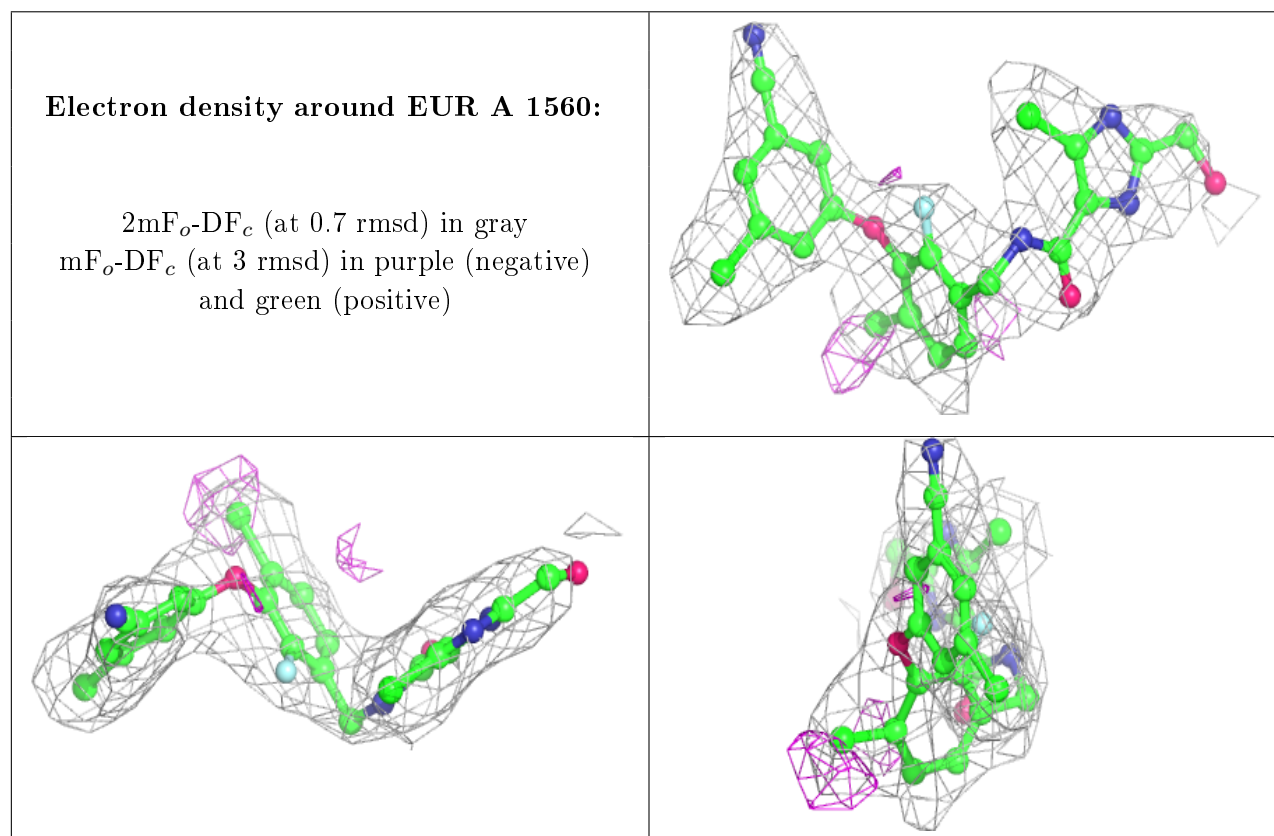 Electron density around EUR A 1560:
2mFo-DFc (at 0.7 rmsd) in gray
mFo-DFc (at 3 rmsd) in purple (negative)
and green (positive)